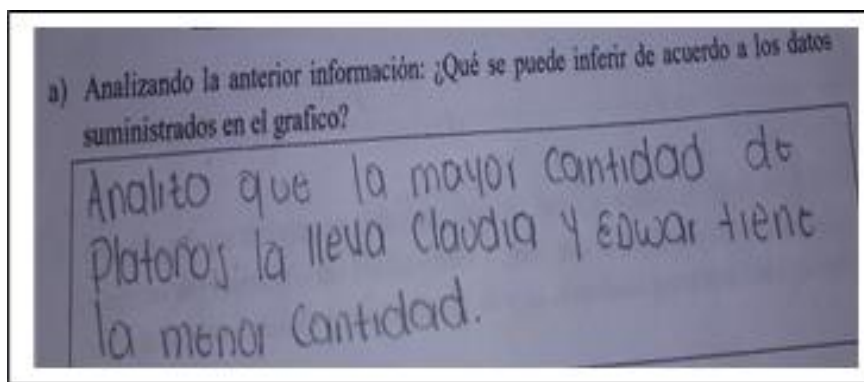 a) Analizando la anterior información: ¿Qué se puede inferir de acuerdo a los datos
suministrados en el grafico?
Analito que la mayor cantidad de
Platonos la lleva Claudia y Edwar tiene
la menor Cantidad.